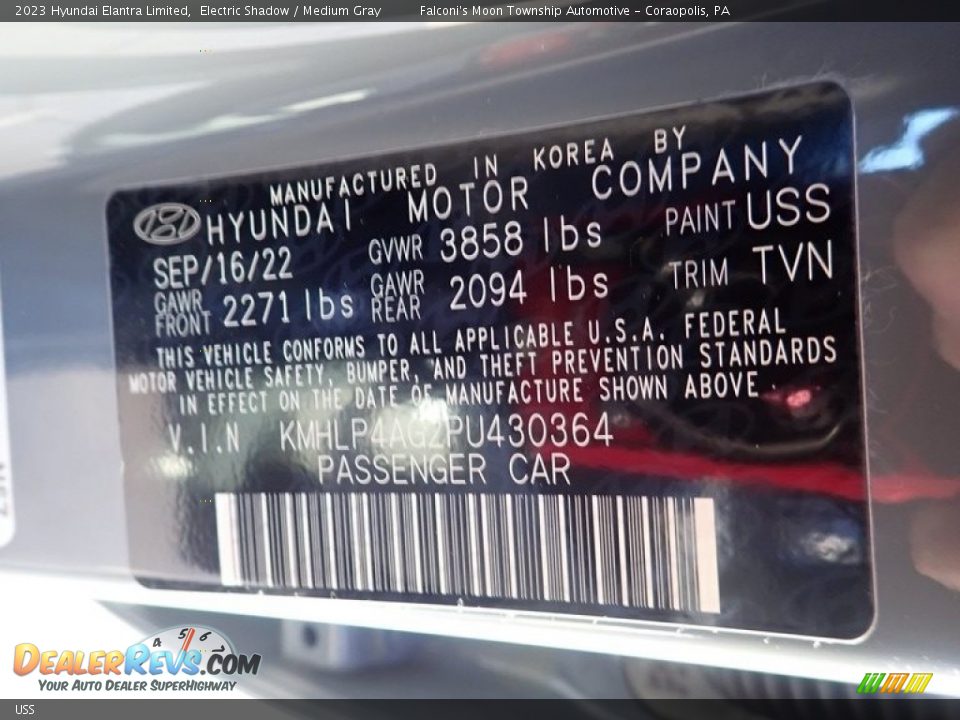 2023 Hyundai Elantra Limited, Electric Shadow / Medium Gray Falconi's Moon Township Automotive - Coraopolis, PA
MANUFACTURED IN KOREA BY
HYUNDAI MOTOR COMPANY
SEP/16/22 GVWR 3858 lbs PAINT USS
GAWR FRONT 2271 lbs GAWR REAR 2094 lbs TRIM TVN
THIS VEHICLE CONFORMS TO ALL APPLICABLE U.S.A. FEDERAL
MOTOR VEHICLE SAFETY, BUMPER, AND THEFT PREVENTION STANDARDS
IN EFFECT ON THE DATE OF MANUFACTURE SHOWN ABOVE.
V.I.N KMHLP4AG2PU430364
PASSENGER CAR
4 5 6
DEALERREVS.COM
YOUR AUTO DEALER SUPERHIGHWAY
USS